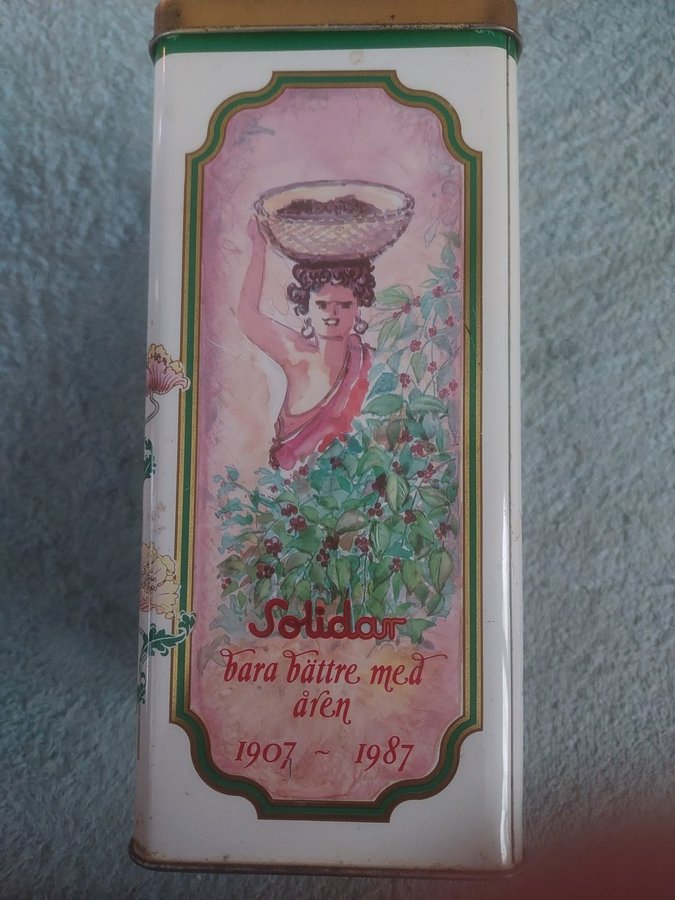 Solidar
bara bättre med
åren
1907 ~ 1987